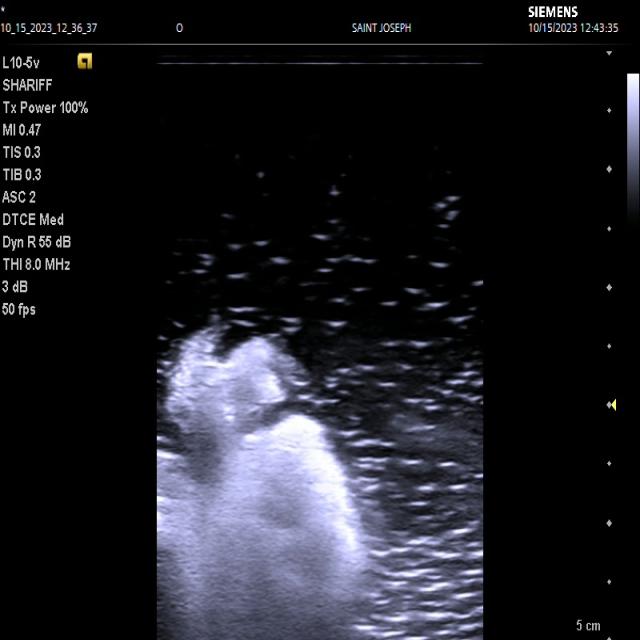 *
SIEMENS
10_15_2023_12_36_37 O SAINT JOSEPH 10/15/2023 12:43:35
L10-5v
SHARIFF
Tx Power 100%
MI 0.47
TIS 0.3
TIB 0.3
ASC 2
DTCE Med
Dyn R 55 dB
THI 8.0 MHz
3 dB
50 fps
5 cm